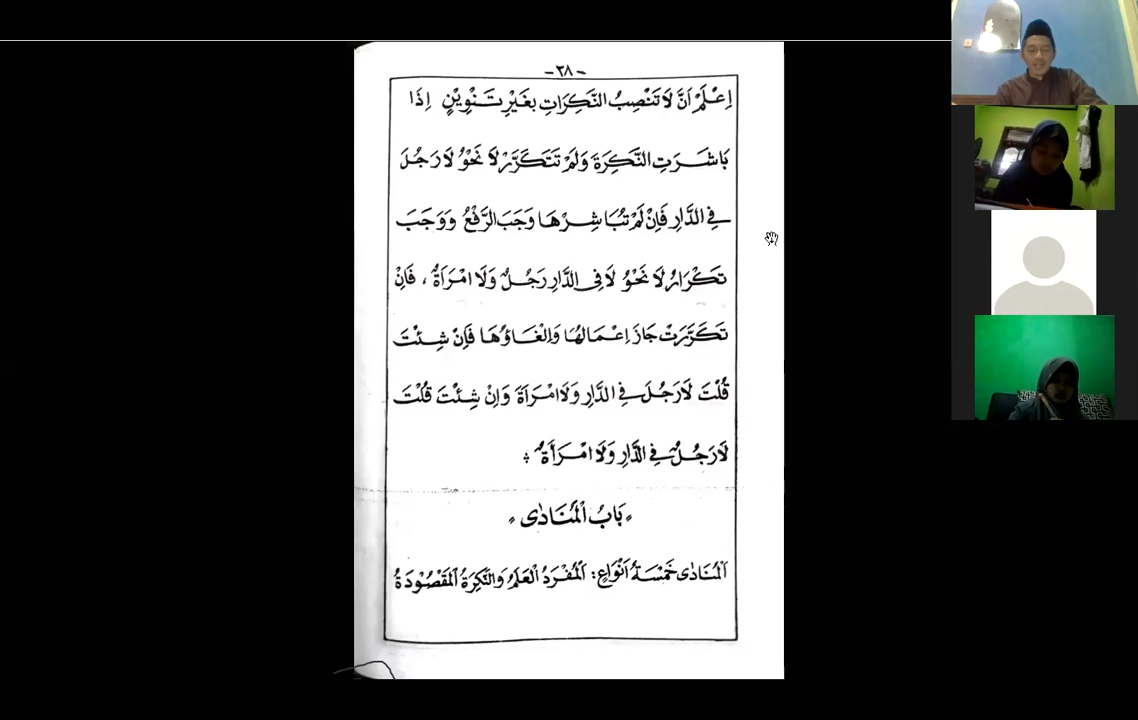 -٣٨-
اِعْلَمْ اَنَّ لَا تَنْصِبُ النَّكِرَاتِ بِغَيْرِ تَنْوِيْنٍ اِذَا
بَاشَرَتِ النَّكِرَةَ وَلَمْ تَتَكَرَّرْ لَا نَحْوُ لَا رَجُلَ
فِي الدَّارِ فَاِنْ لَمْ تُبَاشِرْهَا وَجَبَ الرَّفْعُ وَوَجَبَ
تَكْرَارُ لَا نَحْوُ لَا فِى الدَّارِ رَجُلٌ وَلَا امْرَأَةٌ ، فَاِنْ
تَكَرَّرَتْ جَازَ اِعْمَالُهَا وَاِلْغَاؤُهَا فَاِنْ شِئْتَ
قُلْتَ لَا رَجُلَ فِي الدَّارِ وَلَا امْرَأَةَ وَاِنْ شِئْتَ قُلْتَ
لَا رَجُلٌ فِي الدَّارِ وَلَا امْرَأَةٌ
بَابُ الْمُنَادٰى
اَلْمُنَادٰى خَمْسَةُ اَنْوَاعٍ : اَلْمُفْرَدُ الْعَلَمُ وَالنَّكِرَةُ الْمَقْصُوْدَةُ